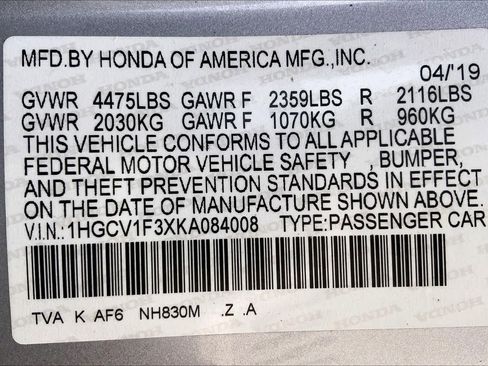 MFD.BY HONDA OF AMERICA MFG.,INC.
04/'19
GVWR 4475LBS GAWR F 2359LBS R 2116LBS
GVWR 2030KG GAWR F 1070KG R 960KG
THIS VEHICLE CONFORMS TO ALL APPLICABLE
FEDERAL MOTOR VEHICLE SAFETY , BUMPER,
AND THEFT PREVENTION STANDARDS IN EFFECT
ON THE DATE OF MANUFACTURE SHOWN ABOVE.
V.I.N.:1HGCV1F3XKA084008 TYPE:PASSENGER CAR
TVA K AF6 NH830M .Z .A